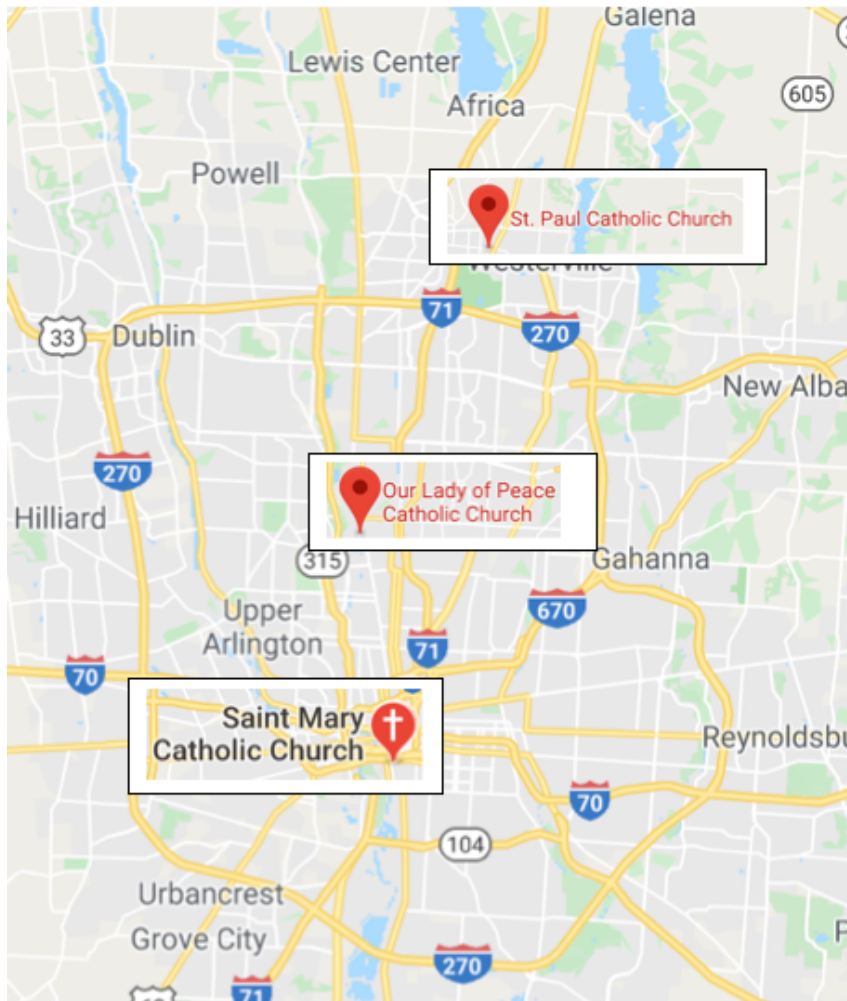 Galena
Lewis Center
Africa
605
Powell
St. Paul Catholic Church
Westerville
71
33
Dublin
270
New Alba
270
Our Lady of Peace
Catholic Church
Hilliard
315
Gahanna
670
Upper
Arlington
71
70
Saint Mary
Catholic Church
Reynoldsbu
70
104
Urbancrest
Grove City
270
71